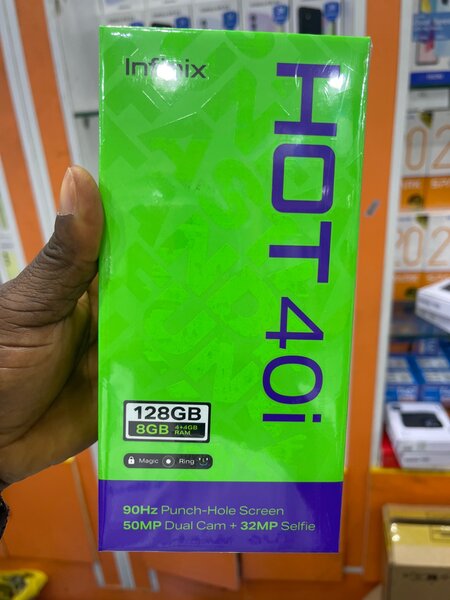 Infinix
HOT 40i
128GB
8GB 4+4GB RAM
Magic Ring
90Hz Punch-Hole Screen
50MP Dual Cam + 32MP Selfie